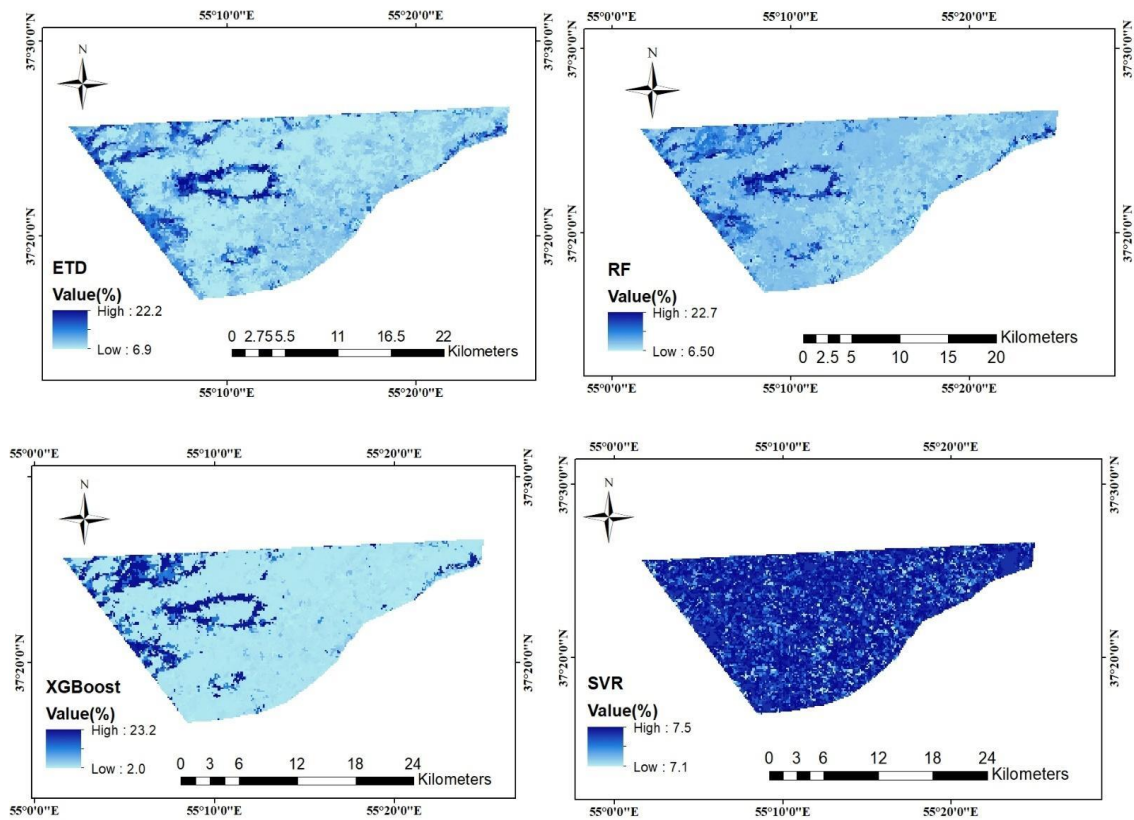 55°10'0"E 55°20'0"E
37°30'0"N
37°20'0"N
N
ETD
Value(%)
High : 22.2
Low : 6.9
0 2.75 5.5 11 16.5 22
Kilometers
37°30'0"N
37°20'0"N
55°10'0"E 55°20'0"E
55°0'0"E 55°10'0"E 55°20'0"E
37°30'0"N
37°20'0"N
N
RF
Value(%)
High : 22.7
Low : 6.50
Kilometers
0 2.5 5 10 15 20
37°30'0"N
37°20'0"N
55°0'0"E 55°10'0"E 55°20'0"E
55°0'0"E 55°10'0"E 55°20'0"E
37°30'0"N
37°20'0"N
N
XGBoost
Value(%)
High : 23.2
Low : 2.0
0 3 6 12 18 24
Kilometers
37°30'0"N
37°20'0"N
55°0'0"E 55°10'0"E 55°20'0"E
55°0'0"E 55°10'0"E 55°20'0"E
37°30'0"N
37°20'0"N
N
SVR
Value(%)
High : 7.5
Low : 7.1
0 3 6 12 18 24
Kilometers
37°30'0"N
37°20'0"N
55°0'0"E 55°10'0"E 55°20'0"E